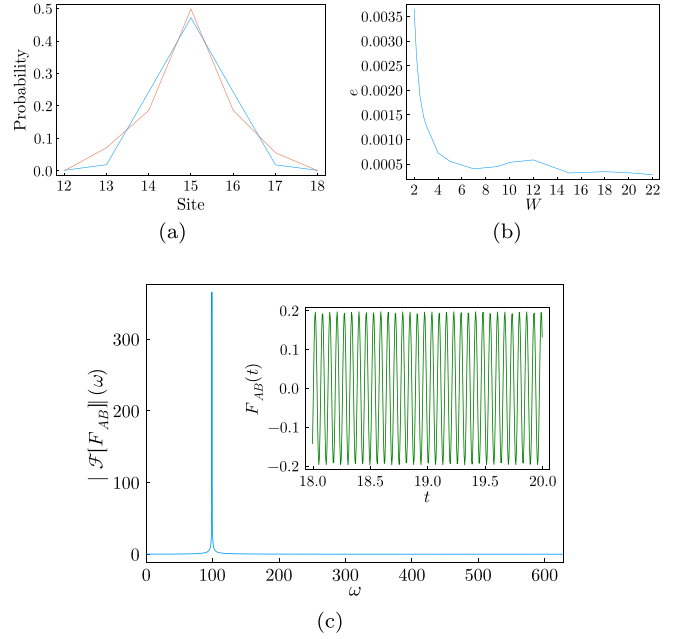 0.5
0.4
0.3
0.2
0.1
0.0
Probability
12 13 14 15 16 17 18
Site
(a)
0.0035
0.0030
0.0025
0.0020
0.0015
0.0010
0.0005
e
2 4 6 8 10 12 14 16 18 20 22
W
(b)
300
200
100
0
| ℱ[F_AB]| (ω)
0 100 200 300 400 500 600
ω
0.2
0.1
0.0
−0.1
−0.2
F_AB(t)
18.0 18.5 19.0 19.5 20.0
t
(c)